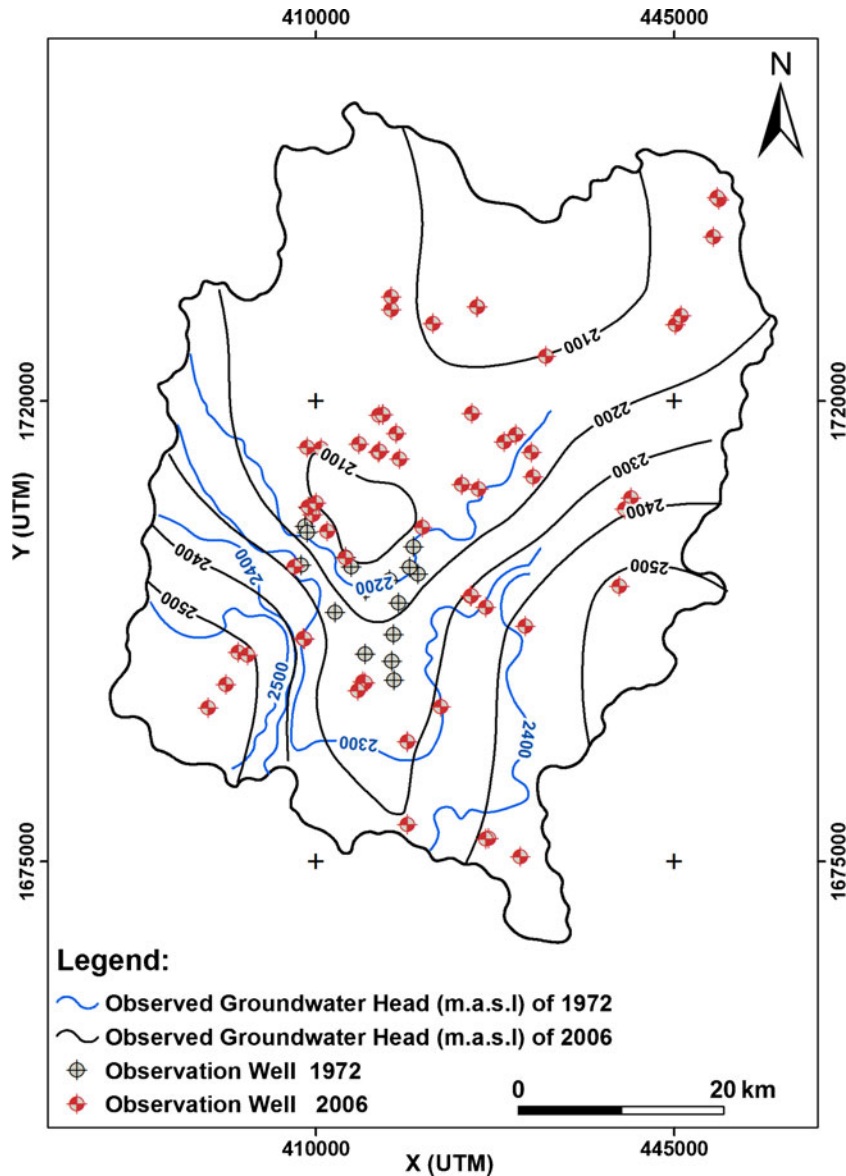 410000 445000
N
2100
1720000 1720000
2200
2100
2300
2400
Y (UTM)
2200
2400
2400
2500
2500
2500
2300
2400
1675000 1675000
Legend:
Observed Groundwater Head (m.a.s.l) of 1972
Observed Groundwater Head (m.a.s.l) of 2006
Observation Well 1972
Observation Well 2006
0 20 km
410000 445000
X (UTM)